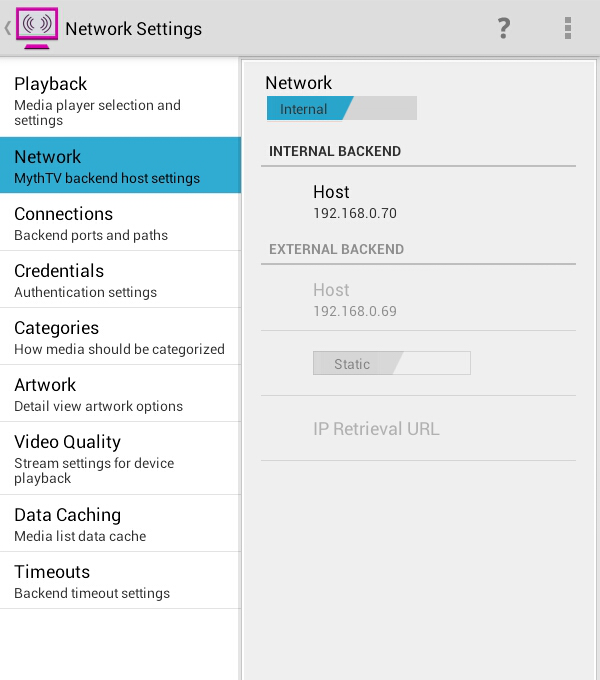 Network Settings
?
Playback
Media player selection and
settings
Network
MythTV backend host settings
Connections
Backend ports and paths
Credentials
Authentication settings
Categories
How media should be categorized
Artwork
Detail view artwork options
Video Quality
Stream settings for device
playback
Data Caching
Media list data cache
Timeouts
Backend timeout settings
Network
Internal
INTERNAL BACKEND
Host
192.168.0.70
EXTERNAL BACKEND
Host
192.168.0.69
Static
IP Retrieval URL